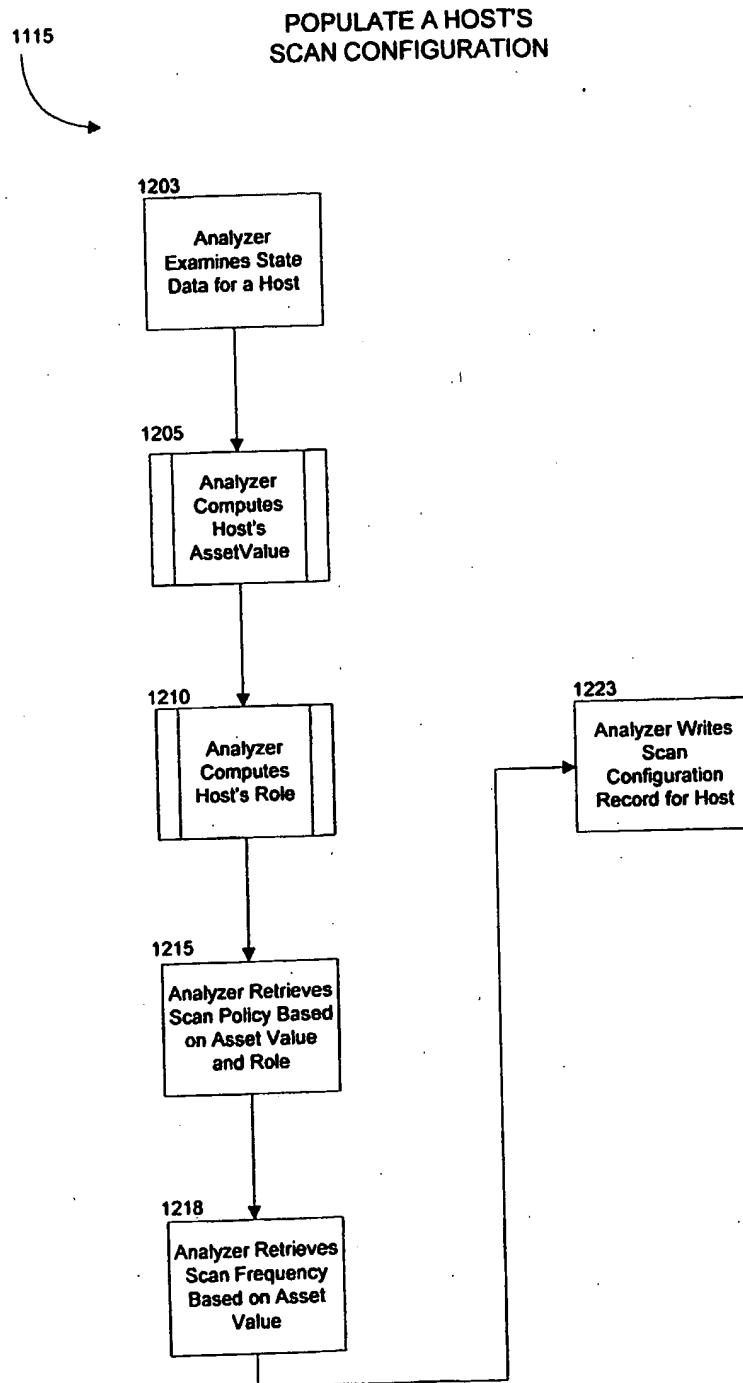 POPULATE A HOST'S
SCAN CONFIGURATION
1115
1203
Analyzer
Examines State
Data for a Host
1205
Analyzer
Computes
Host's
AssetValue
1210
Analyzer
Computes
Host's Role
1215
Analyzer Retrieves
Scan Policy Based
on Asset Value
and Role
1218
Analyzer Retrieves
Scan Frequency
Based on Asset
Value
1223
Analyzer Writes
Scan
Configuration
Record for Host